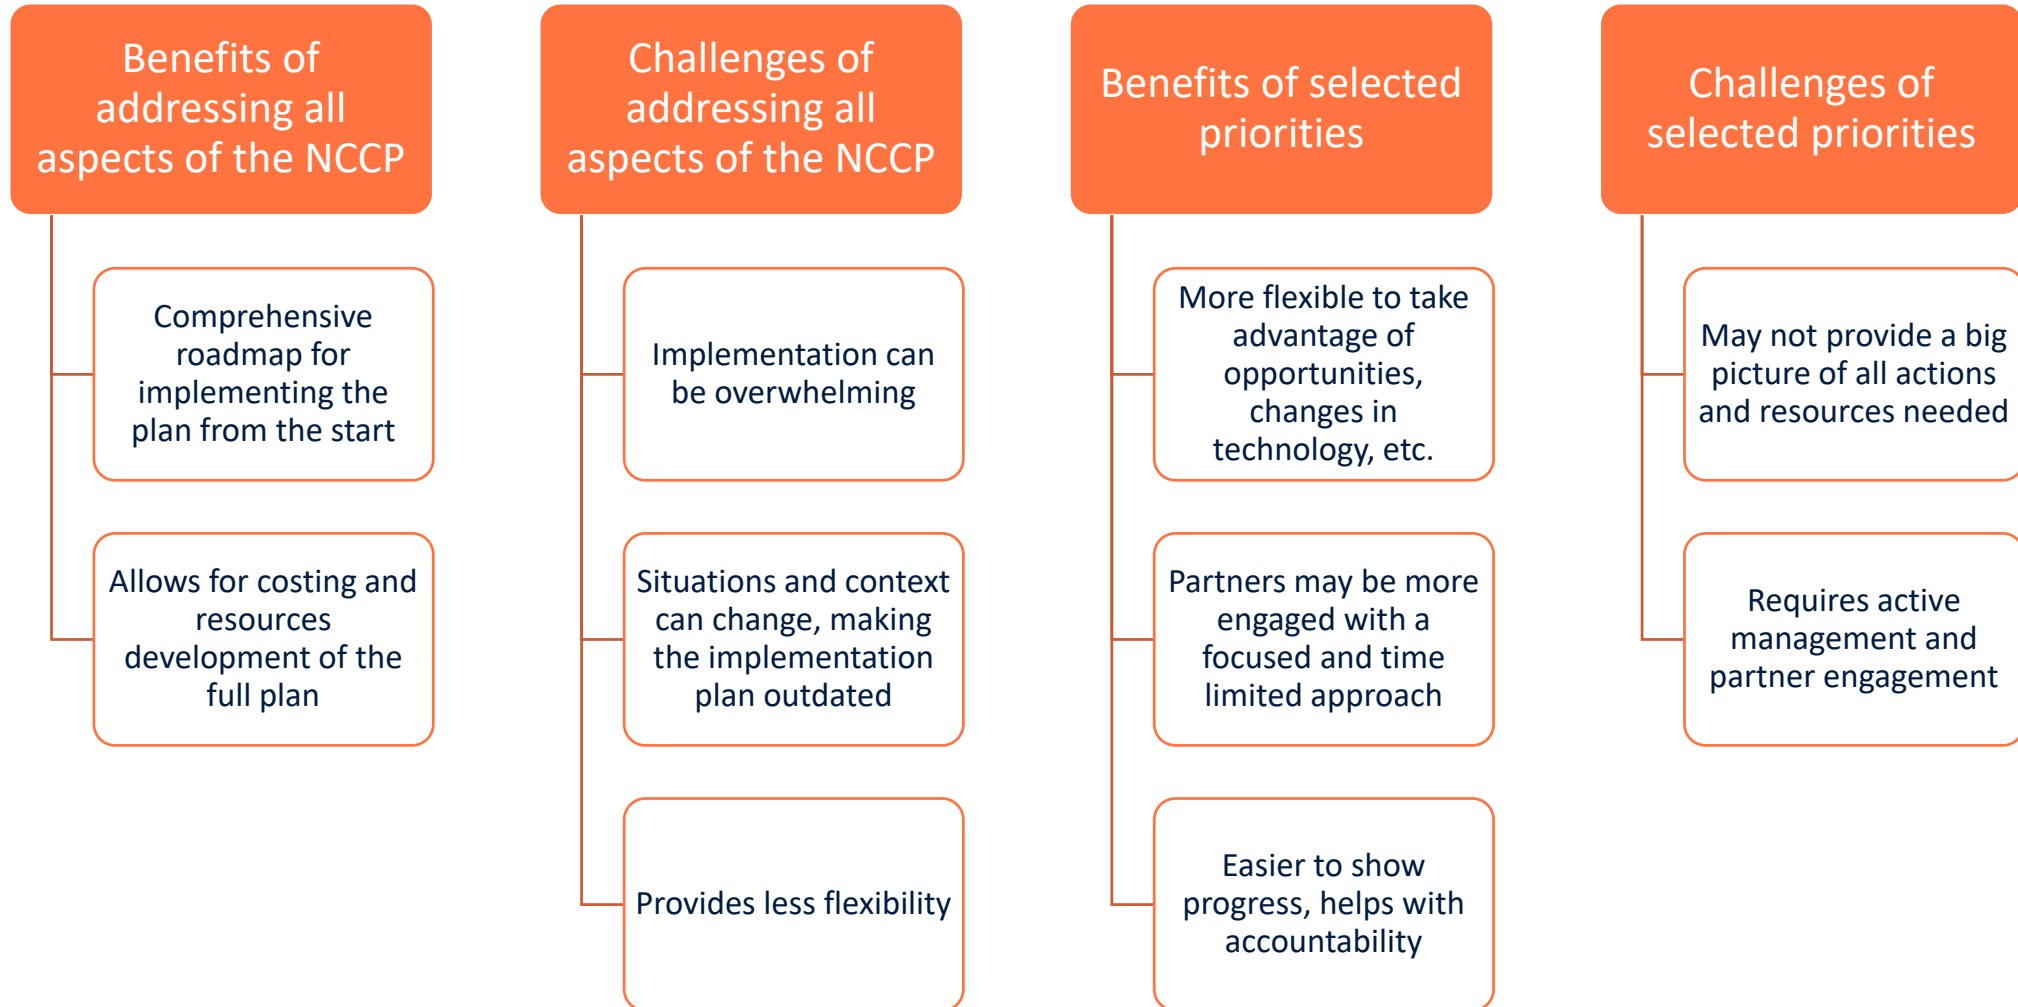 Benefits of
addressing all
aspects of the NCCP
Comprehensive
roadmap for
implementing the
plan from the start
Allows for costing and
resources
development of the
full plan
Challenges of
addressing all
aspects of the NCCP
Implementation can
be overwhelming
Situations and context
can change, making
the implementation
plan outdated
Provides less flexibility
Benefits of selected
priorities
More flexible to take
advantage of
opportunities,
changes in
technology, etc.
Partners may be more
engaged with a
focused and time
limited approach
Easier to show
progress, helps with
accountability
Challenges of
selected priorities
May not provide a big
picture of all actions
and resources needed
Requires active
management and
partner engagement